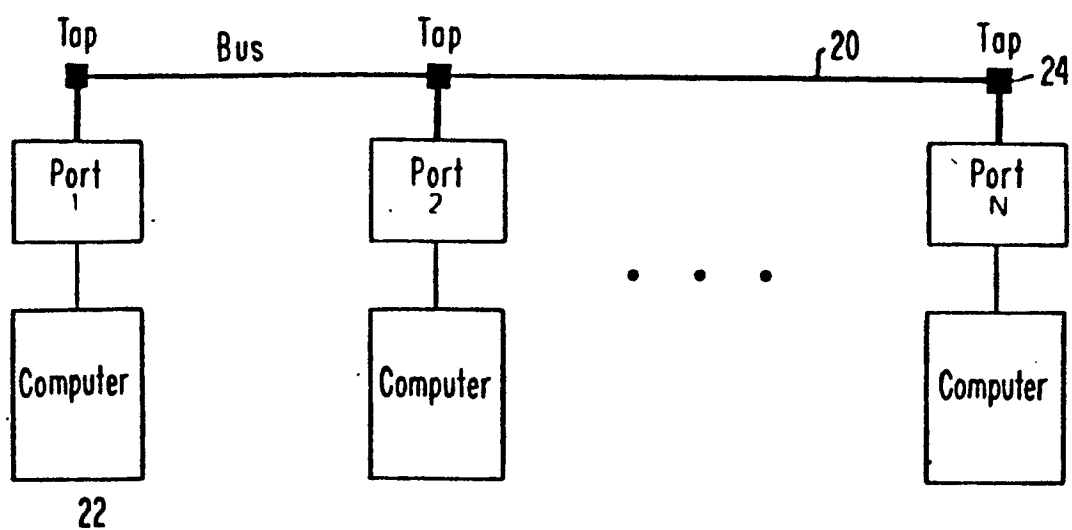 Tap Tap Tap
Bus 20
24
Port 1 Port 2 Port N
Computer Computer Computer
22